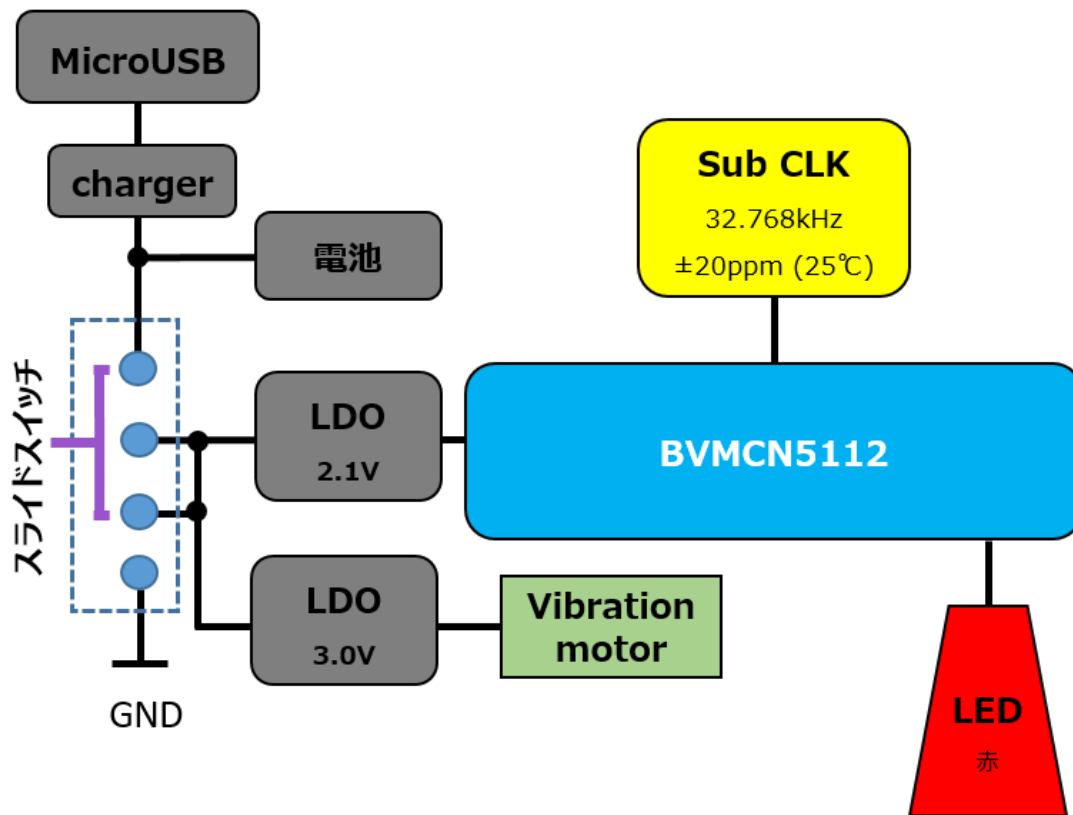 MicroUSB
charger
電池
Sub CLK
32.768kHz
±20ppm (25℃)
スライドスイッチ
LDO
2.1V
BVMCN5112
LDO
3.0V
Vibration
motor
GND
LED
赤